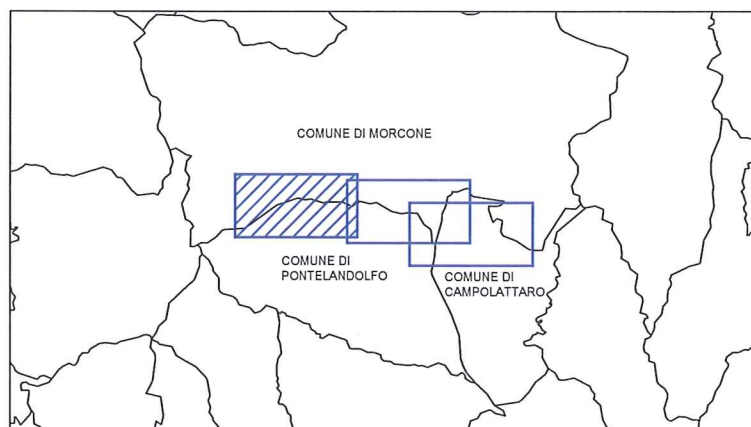 COMUNE DI MORCONE
COMUNE DI
PONTELANDOLFO
COMUNE DI
CAMPOLATTARO